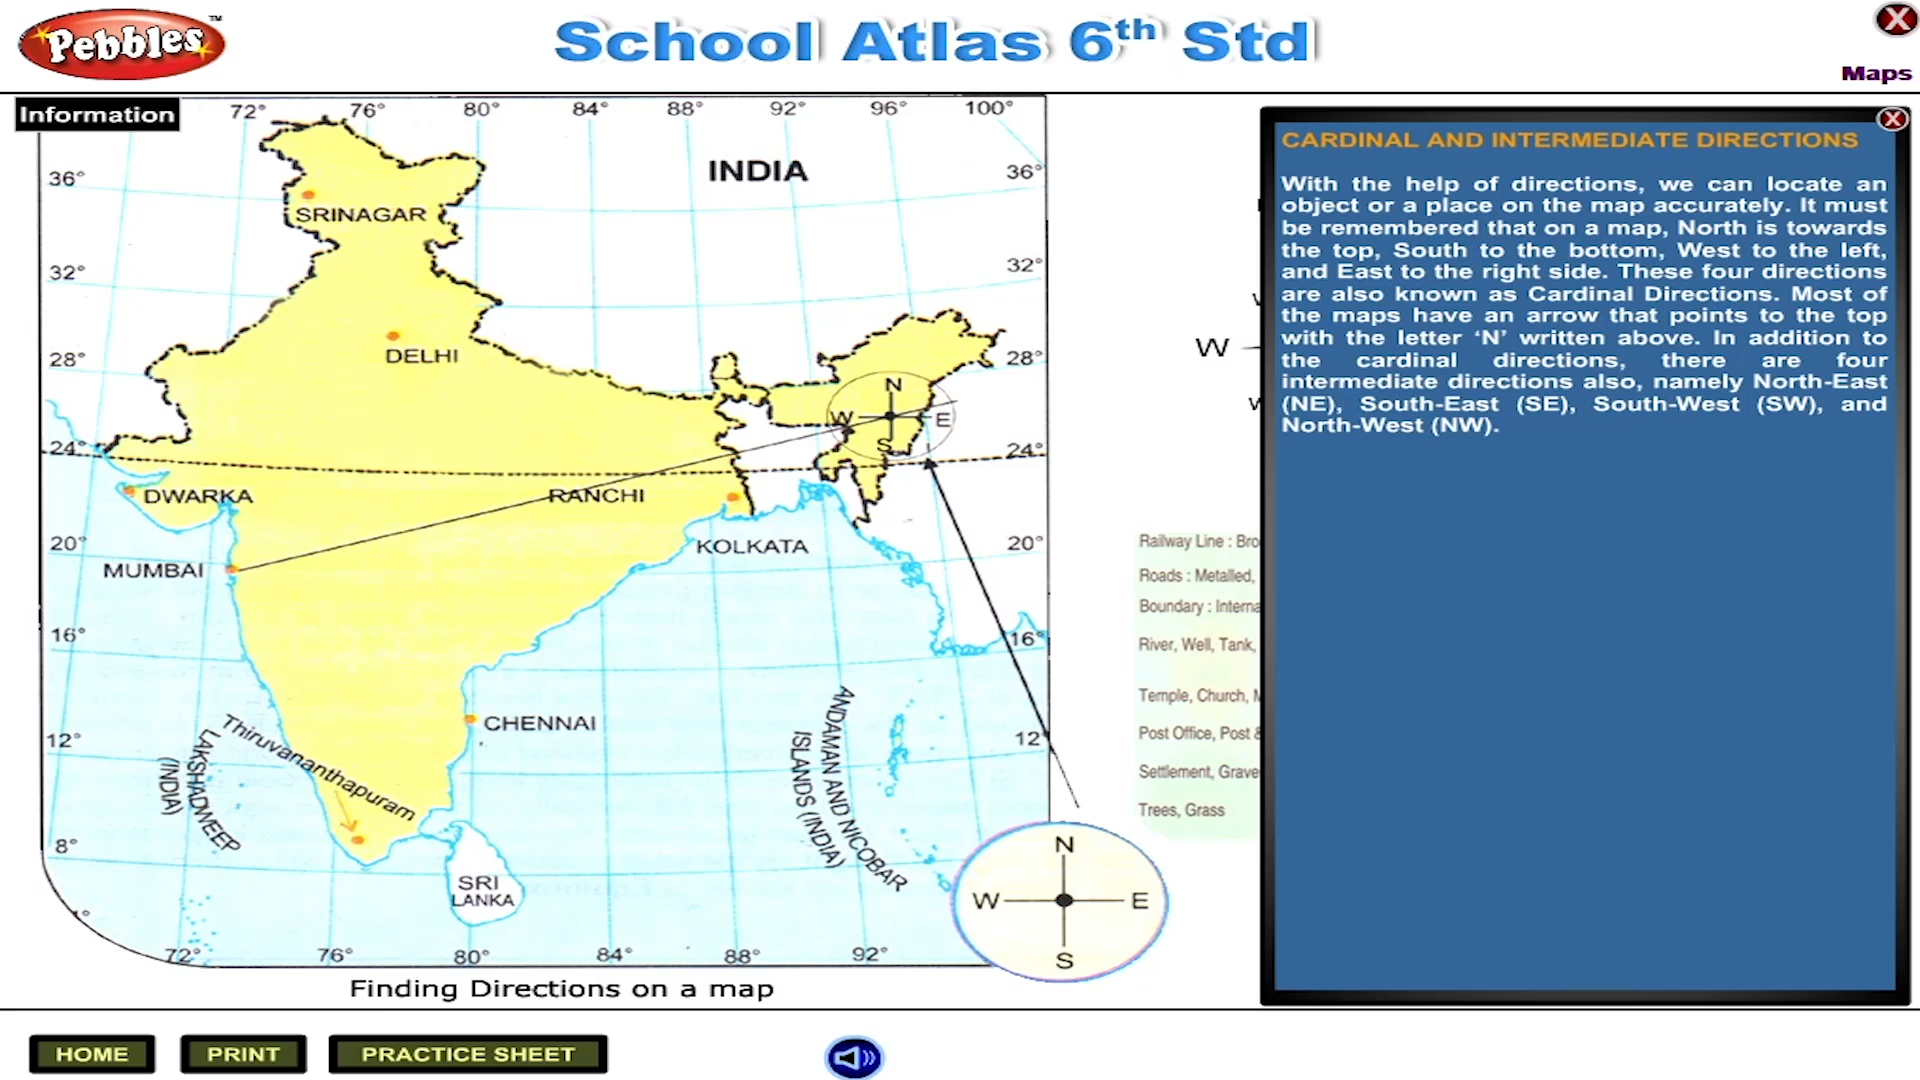 Pebbles™
School Atlas 6th Std
Maps
Information
72° 76° 80° 84° 88° 92° 96° 100°
INDIA
36° 36°
SRINAGAR
32° 32°
DELHI
28° 28°
N
W E
S
24° 24°
DWARKA
RANCHI
20° 20°
KOLKATA
MUMBAI
16° 16°
CHENNAI
12° 12°
Thiruvananthapuram
LAKSHADWEEP
(INDIA)
ANDAMAN AND NICOBAR
ISLANDS (INDIA)
8°
SRI
LANKA
72° 76° 80° 84° 88° 92°
N
W E
S
Finding Directions on a map
W
Railway Line : Bro
Roads : Metalled,
Boundary : Interna
River, Well, Tank,
Temple, Church, M
Post Office, Post &
Settlement, Grave
Trees, Grass
CARDINAL AND INTERMEDIATE DIRECTIONS
With the help of directions, we can locate an
object or a place on the map accurately. It must
be remembered that on a map, North is towards
the top, South to the bottom, West to the left,
and East to the right side. These four directions
are also known as Cardinal Directions. Most of
the maps have an arrow that points to the top
with the letter ‘N’ written above. In addition to
the cardinal directions, there are four
intermediate directions also, namely North-East
(NE), South-East (SE), South-West (SW), and
North-West (NW).
HOME PRINT PRACTICE SHEET